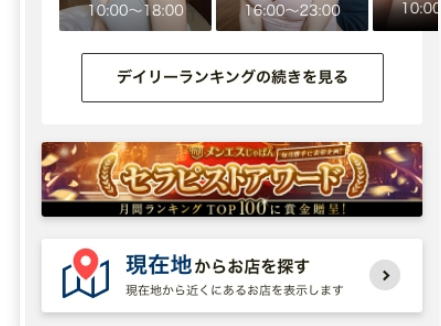 10:00〜18:00
16:00〜23:00
10:00
デイリーランキングの続きを見る
メンエスじゃぱん
セラピストアワード
月間ランキングTOP100に賞金贈呈!
現在地からお店を探す
現在地から近くにあるお店を表示します